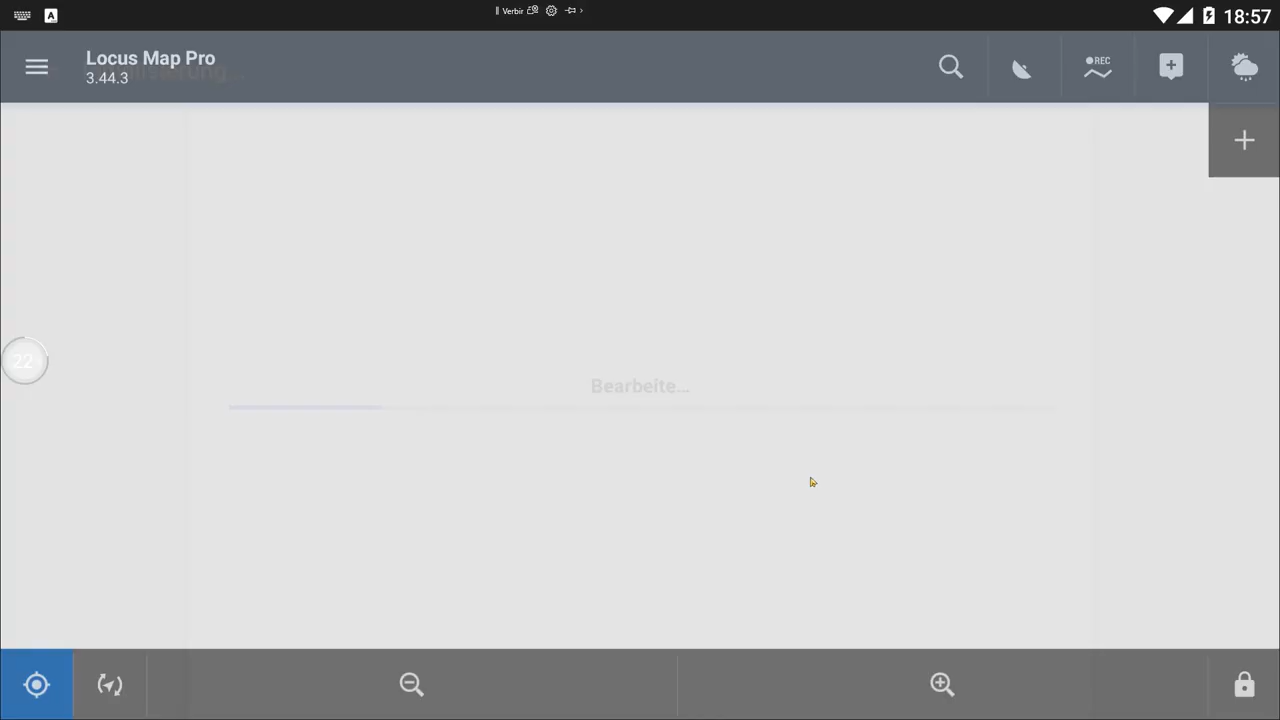 Verbir
18:57
Locus Map Pro
3.44.3
REC
22
Bearbeite...